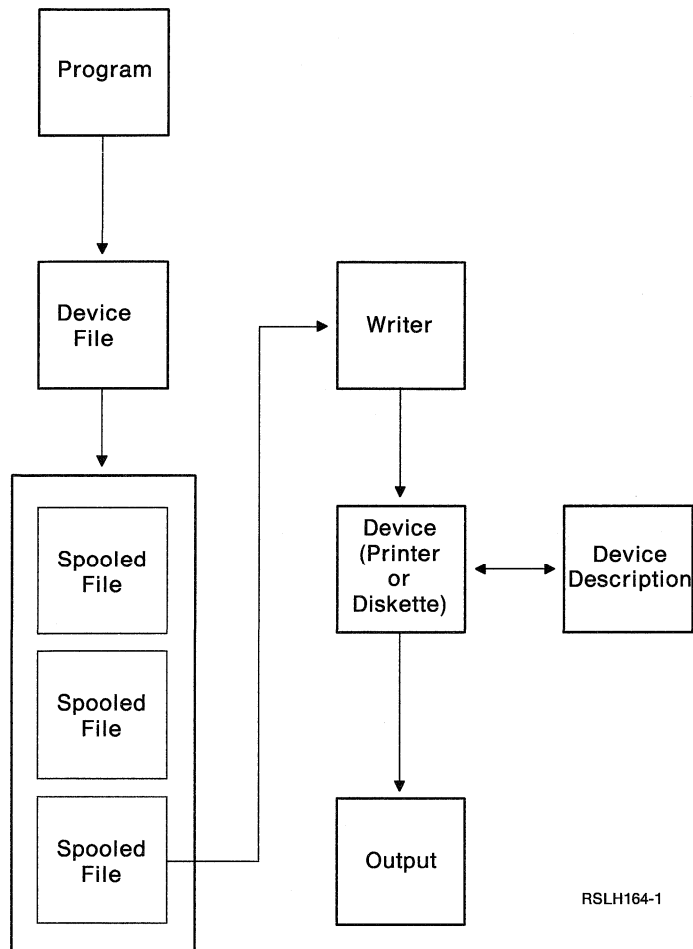 Program
Device
File
Spooled
File
Spooled
File
Spooled
File
Writer
Device
(Printer
or
Diskette)
Device
Description
Output
RSLH164-1